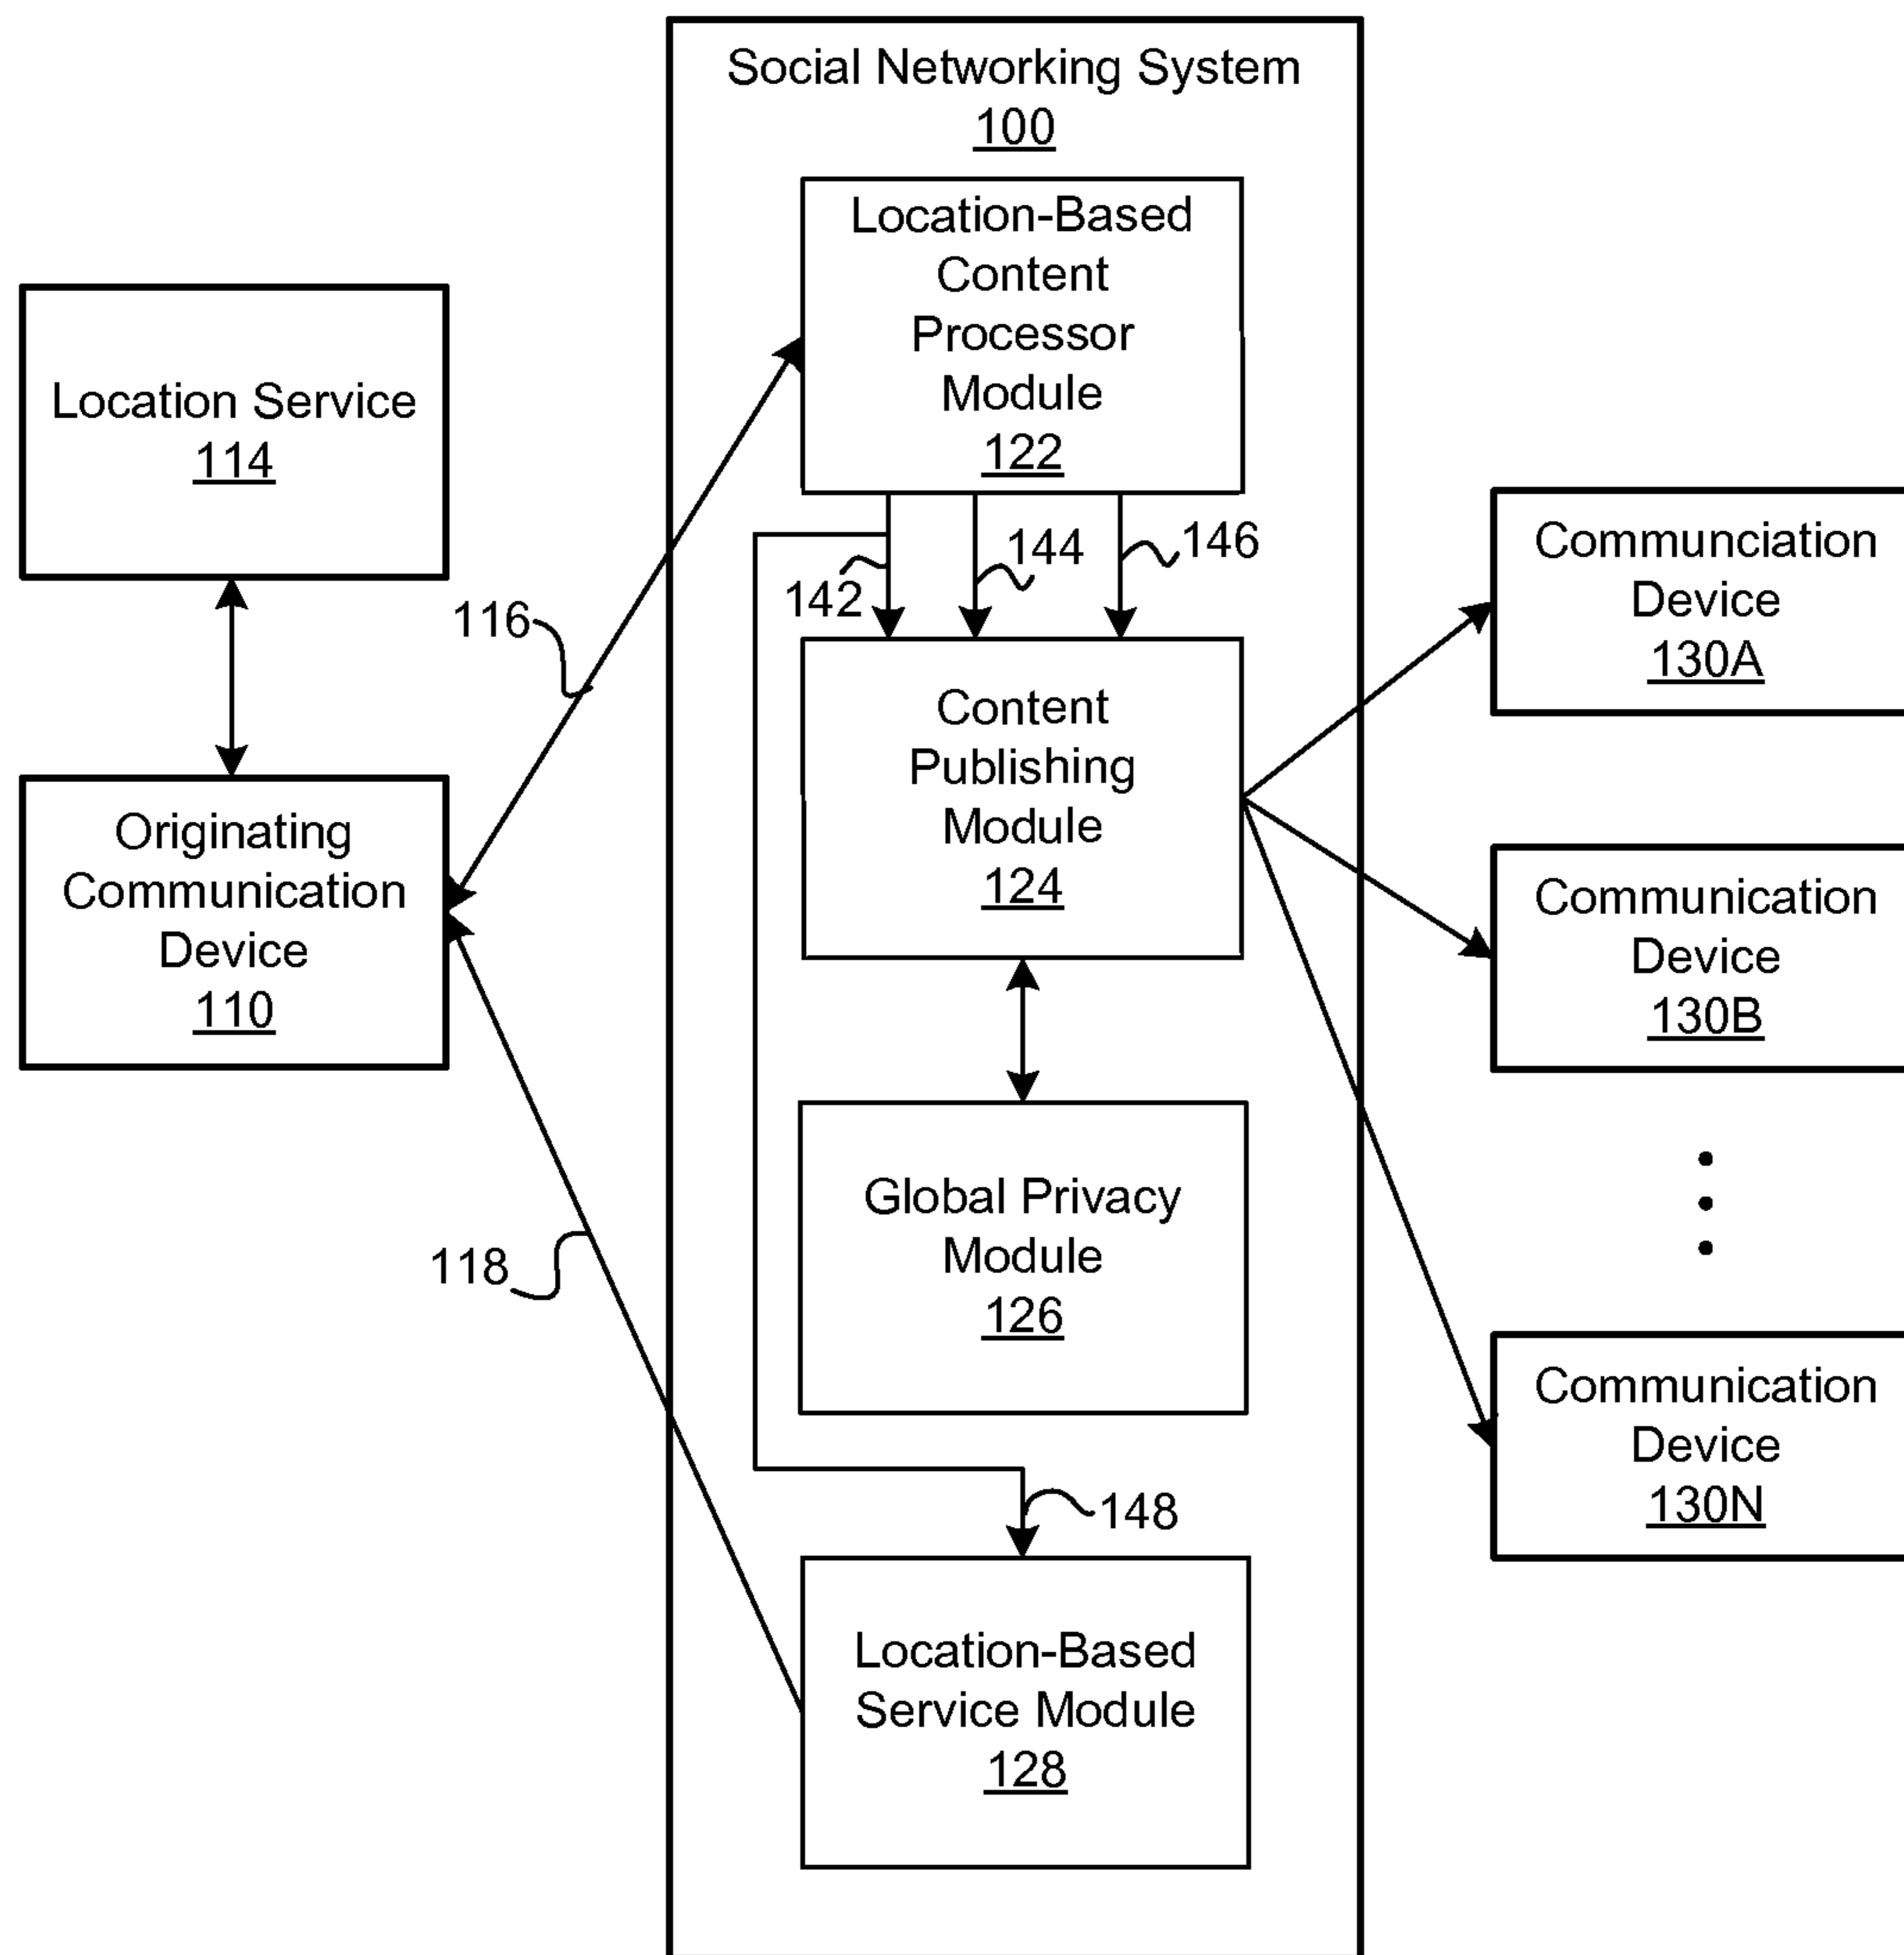 Social Networking System
100
Location-Based
Content
Processor
Module
122
Location Service
114
142
144
146
116
Originating
Communication
Device
110
Content
Publishing
Module
124
Communciation
Device
130A
Communication
Device
130B
Global Privacy
Module
126
118
Communication
Device
130N
148
Location-Based
Service Module
128